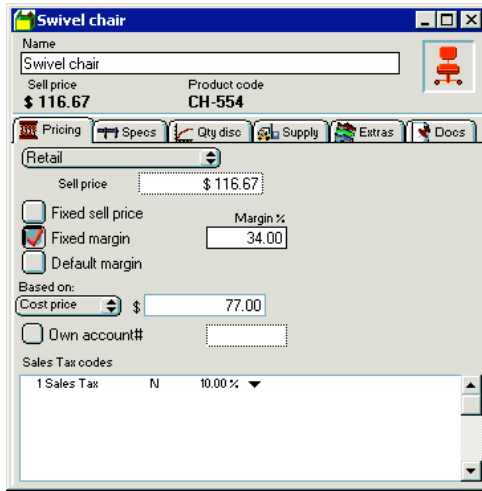 Swivel chair
Name
Swivel chair
Sell price Product code
$ 116.67 CH-554
Pricing Specs Qty disc Supply Extras Docs
Retail
Sell price $ 116.67
Fixed sell price Margin %
Fixed margin 34.00
Default margin
Based on:
Cost price $ 77.00
Own account#
Sales Tax codes
1 Sales Tax N 10.00 %